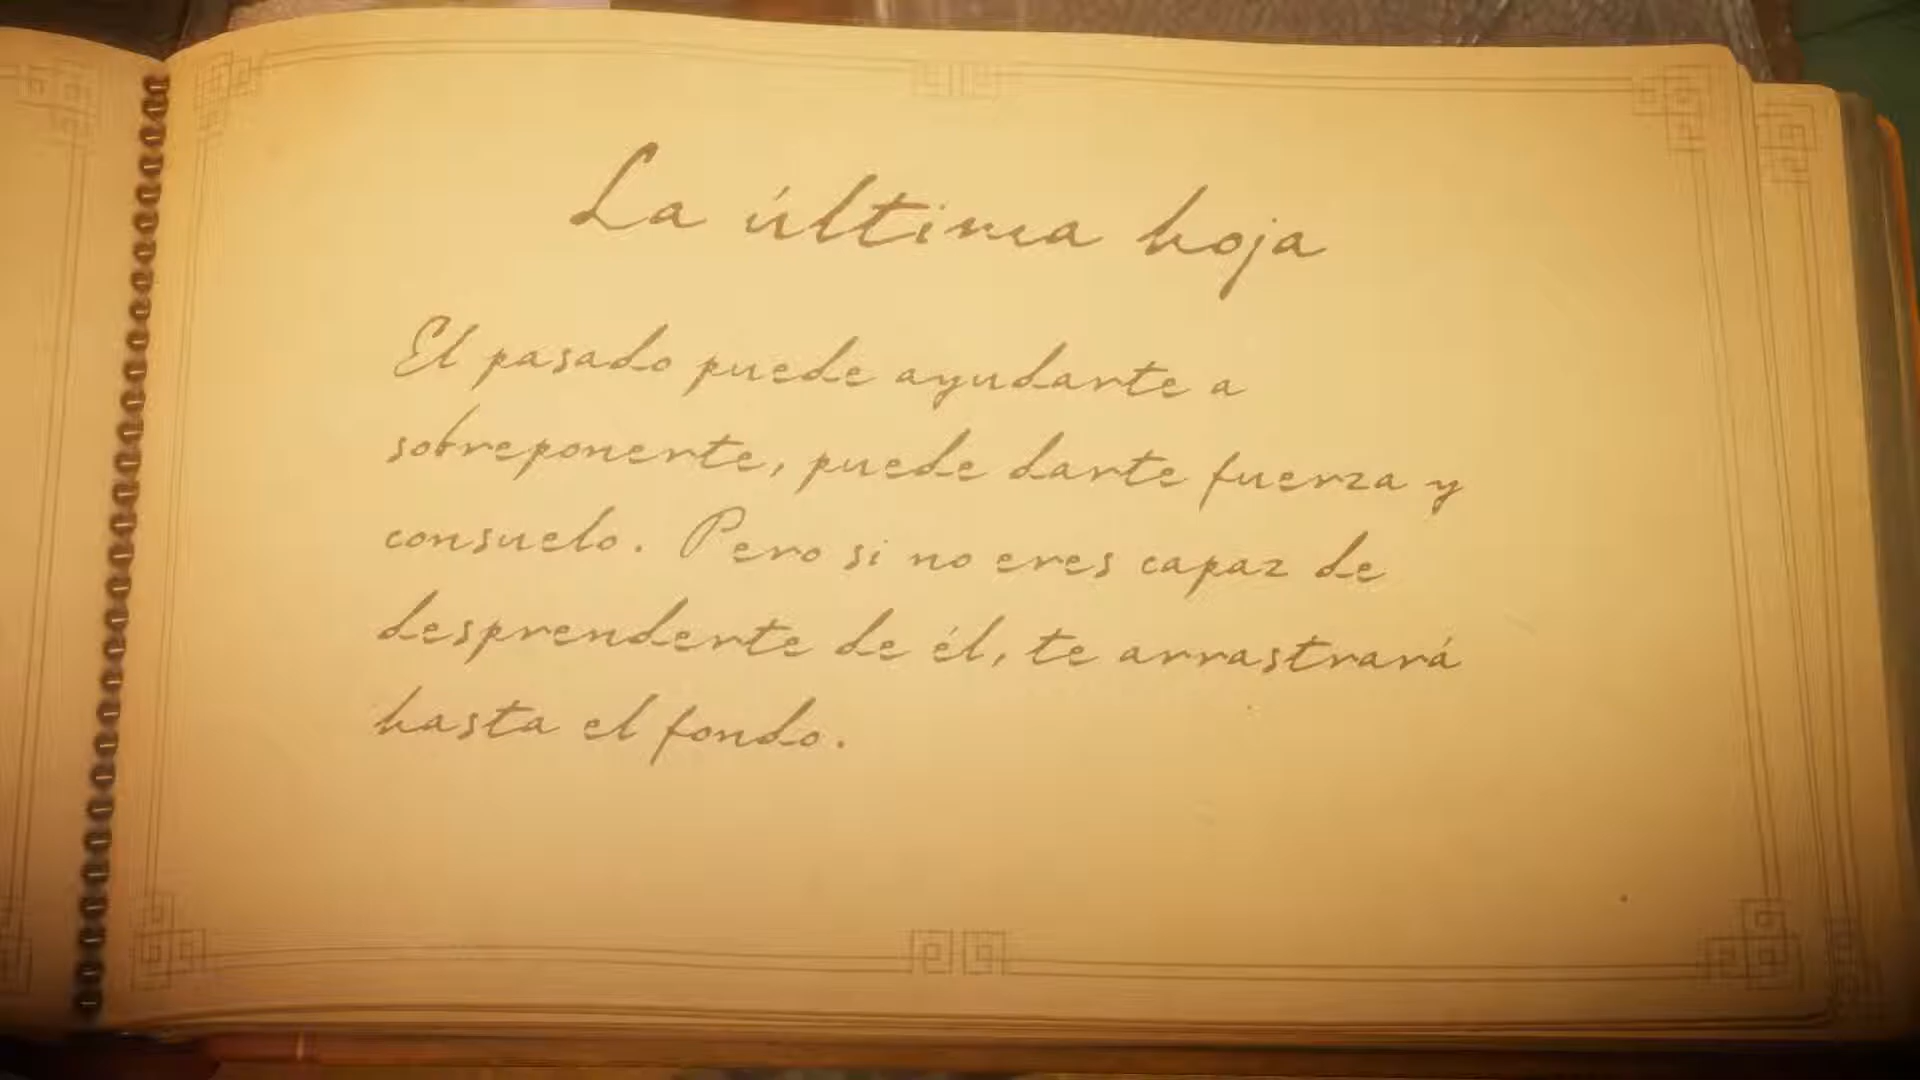 La última hoja
El pasado puede ayudarte a
sobreponerte, puede darte fuerza y
consuelo. Pero si no eres capaz de
desprenderte de él, te arrastrará
hasta el fondo.